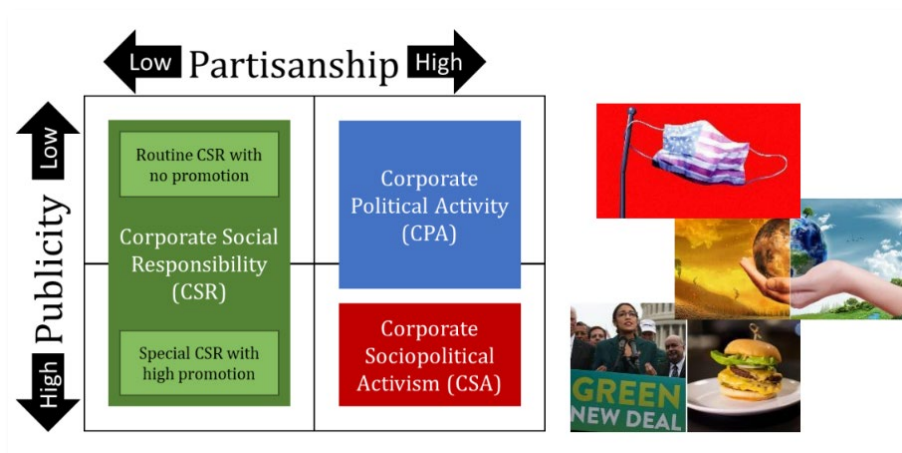 Low Partisanship High
Low
Publicity
High
Routine CSR with
no promotion
Corporate Social
Responsibility
(CSR)
Special CSR with
high promotion
Corporate
Political Activity
(CPA)
Corporate
Sociopolitical
Activism (CSA)
GREEN
NEW DEAL